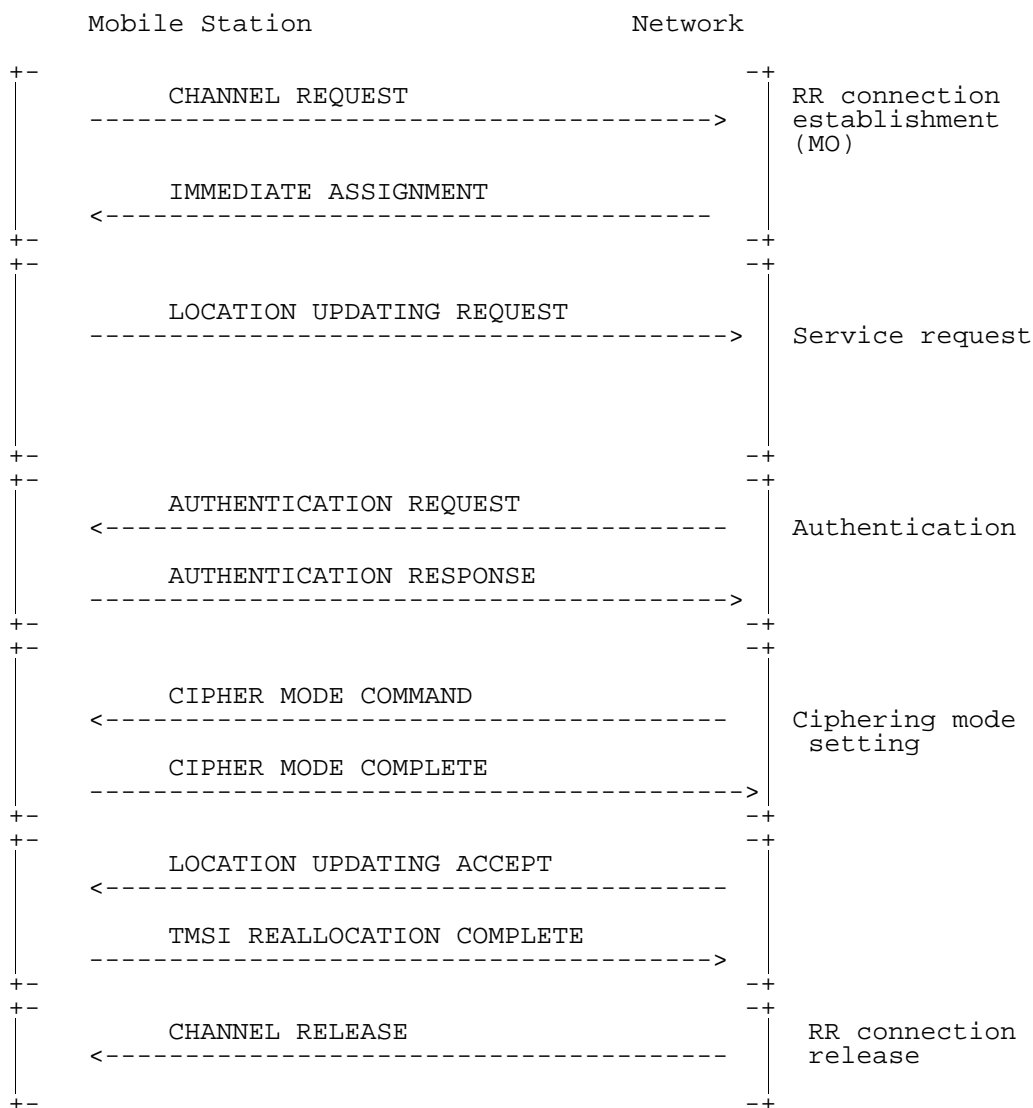 Mobile Station Network
CHANNEL REQUEST
RR connection
establishment
(MO)
IMMEDIATE ASSIGNMENT
LOCATION UPDATING REQUEST
Service request
AUTHENTICATION REQUEST
Authentication
AUTHENTICATION RESPONSE
CIPHER MODE COMMAND
Ciphering mode
setting
CIPHER MODE COMPLETE
LOCATION UPDATING ACCEPT
TMSI REALLOCATION COMPLETE
CHANNEL RELEASE
RR connection
release